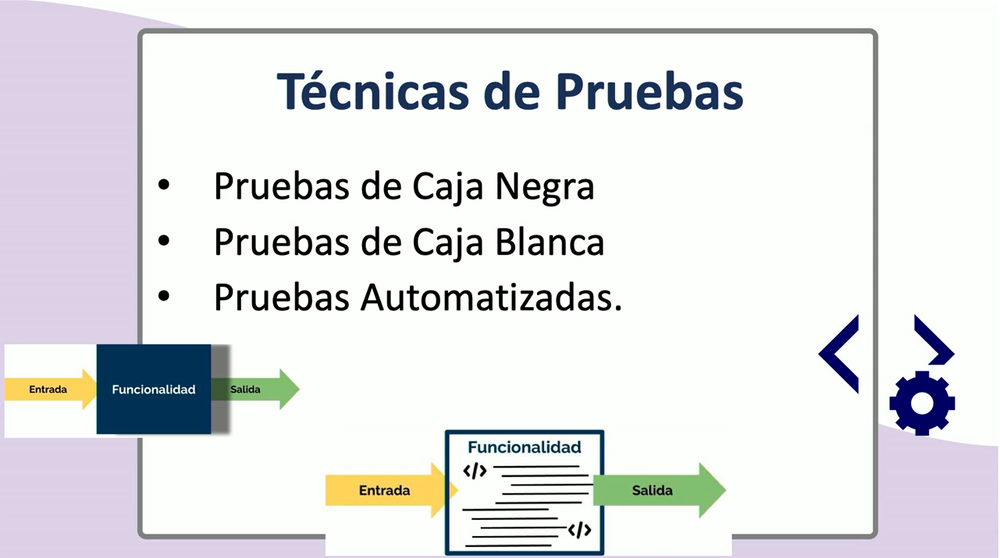 Técnicas de Pruebas
• Pruebas de Caja Negra
• Pruebas de Caja Blanca
• Pruebas Automatizadas.
Entrada
Funcionalidad
Salida
Funcionalidad
</>
Entrada
Salida
</>